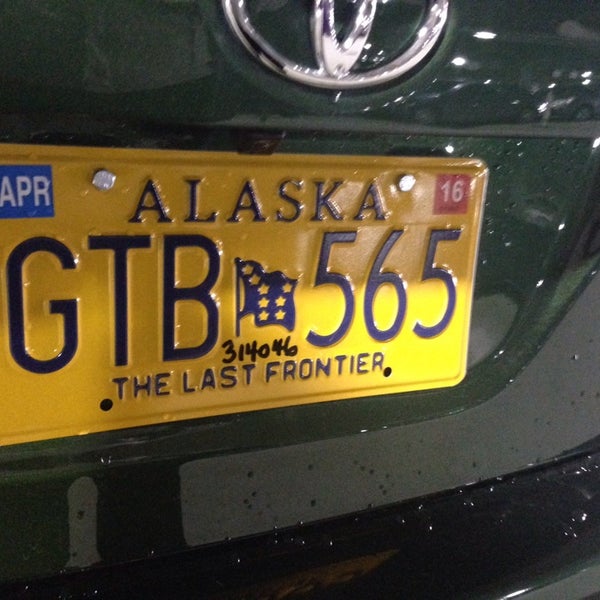 APR 16
ALASKA
GTB 565
314046
THE LAST FRONTIER